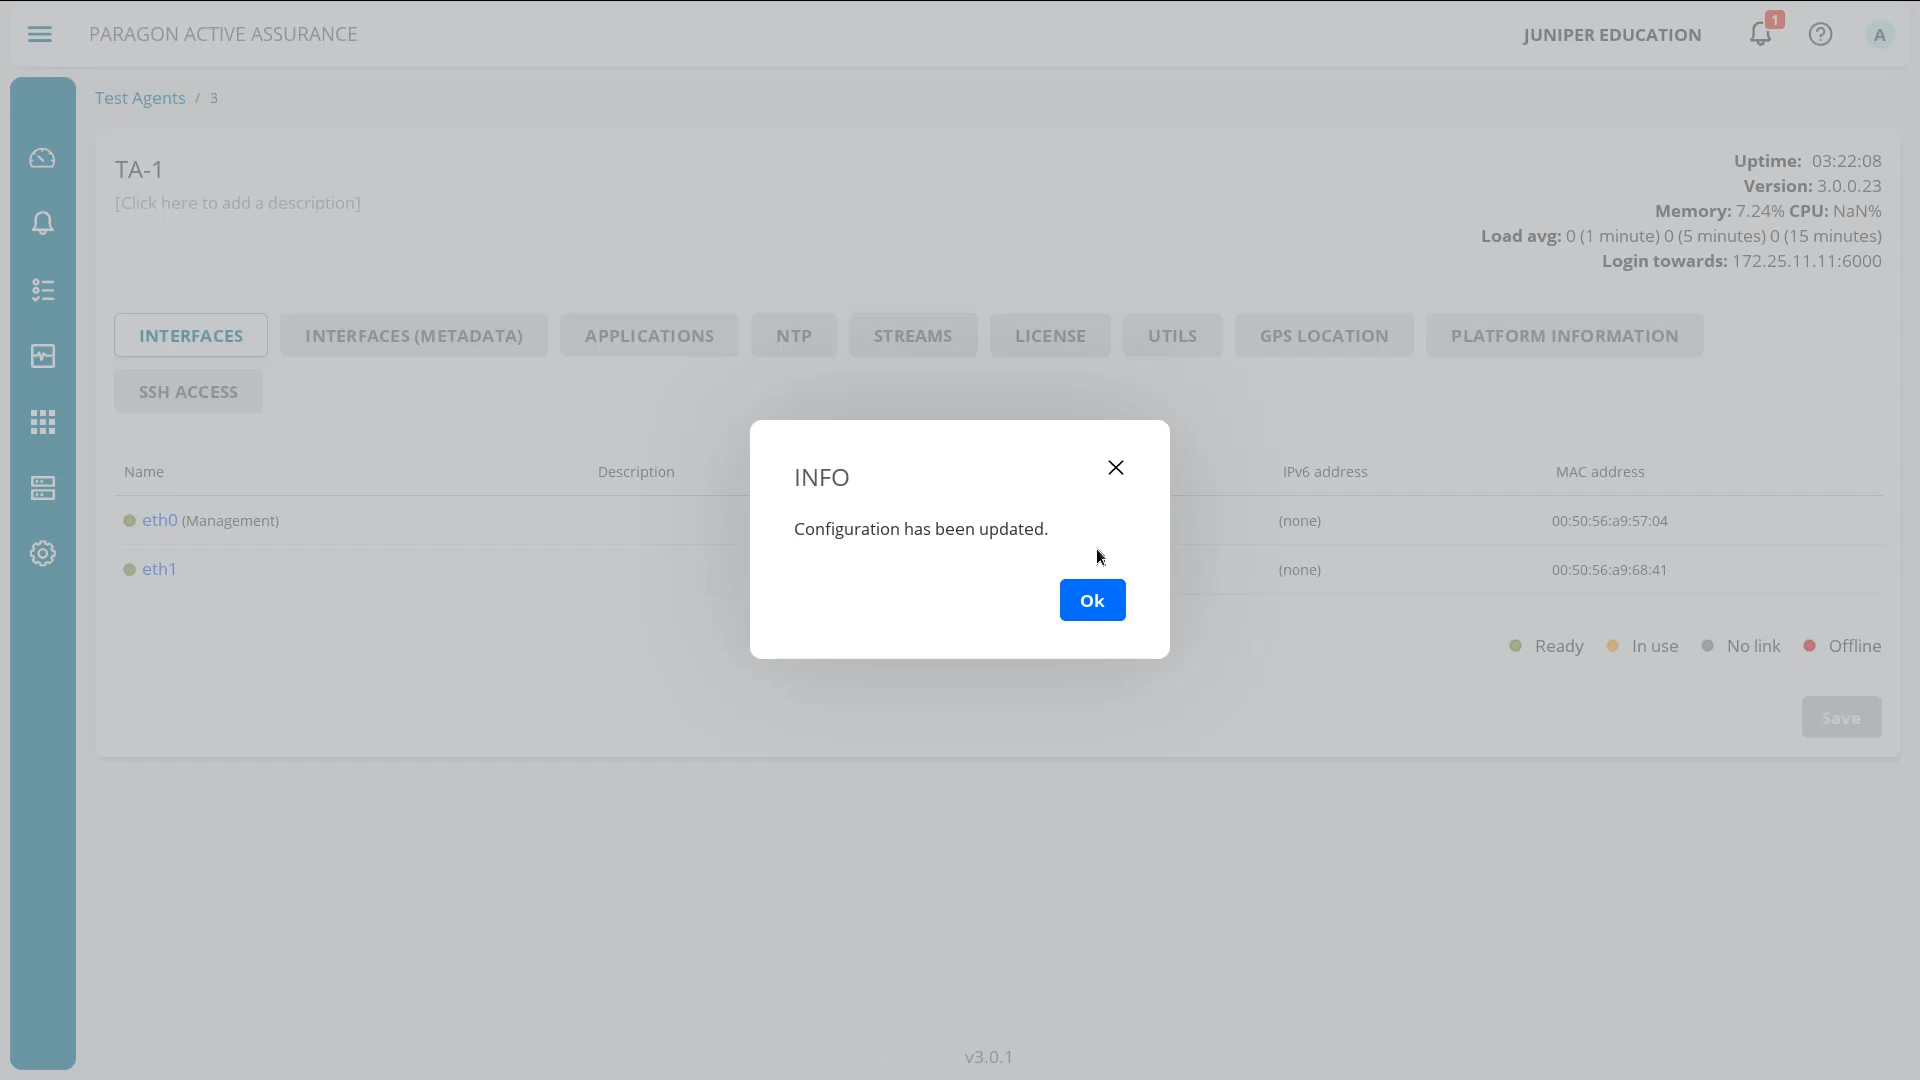 PARAGON ACTIVE ASSURANCE
JUNIPER EDUCATION
1
A
Test Agents / 3
TA-1
[Click here to add a description]
Uptime: 03:22:08
Version: 3.0.0.23
Memory: 7.24% CPU: NaN%
Load avg: 0 (1 minute) 0 (5 minutes) 0 (15 minutes)
Login towards: 172.25.11.11:6000
INTERFACES INTERFACES (METADATA) APPLICATIONS NTP STREAMS LICENSE UTILS GPS LOCATION PLATFORM INFORMATION
SSH ACCESS
Name Description IPv6 address MAC address
eth0 (Management) (none) 00:50:56:a9:57:04
eth1 (none) 00:50:56:a9:68:41
INFO
Configuration has been updated.
Ok
Ready In use No link Offline
Save
v3.0.1